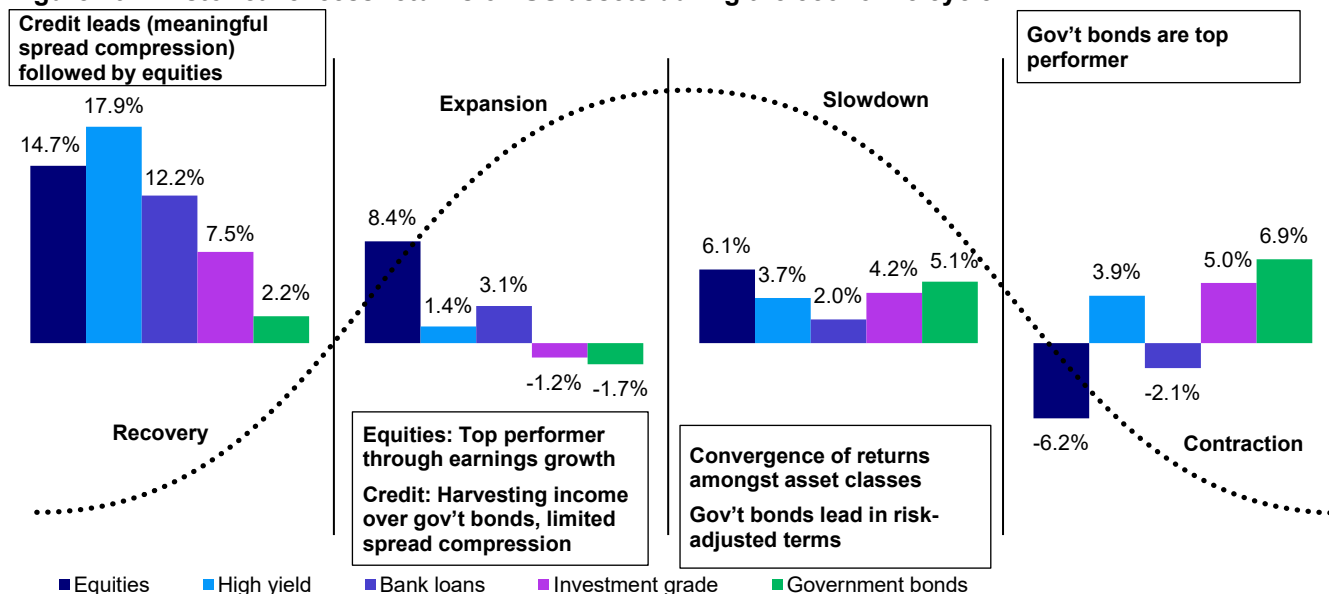 Credit leads (meaningful
spread compression)
followed by equities
Gov’t bonds are top
performer
Expansion
Slowdown
14.7%
17.9%
12.2%
7.5%
2.2%
8.4%
1.4%
3.1%
-1.2%
-1.7%
6.1%
3.7%
2.0%
4.2%
5.1%
-6.2%
3.9%
-2.1%
5.0%
6.9%
Recovery
Equities: Top performer
through earnings growth
Credit: Harvesting income
over gov’t bonds, limited
spread compression
Convergence of returns
amongst asset classes
Gov’t bonds lead in risk-
adjusted terms
Contraction
Equities
High yield
Bank loans
Investment grade
Government bonds